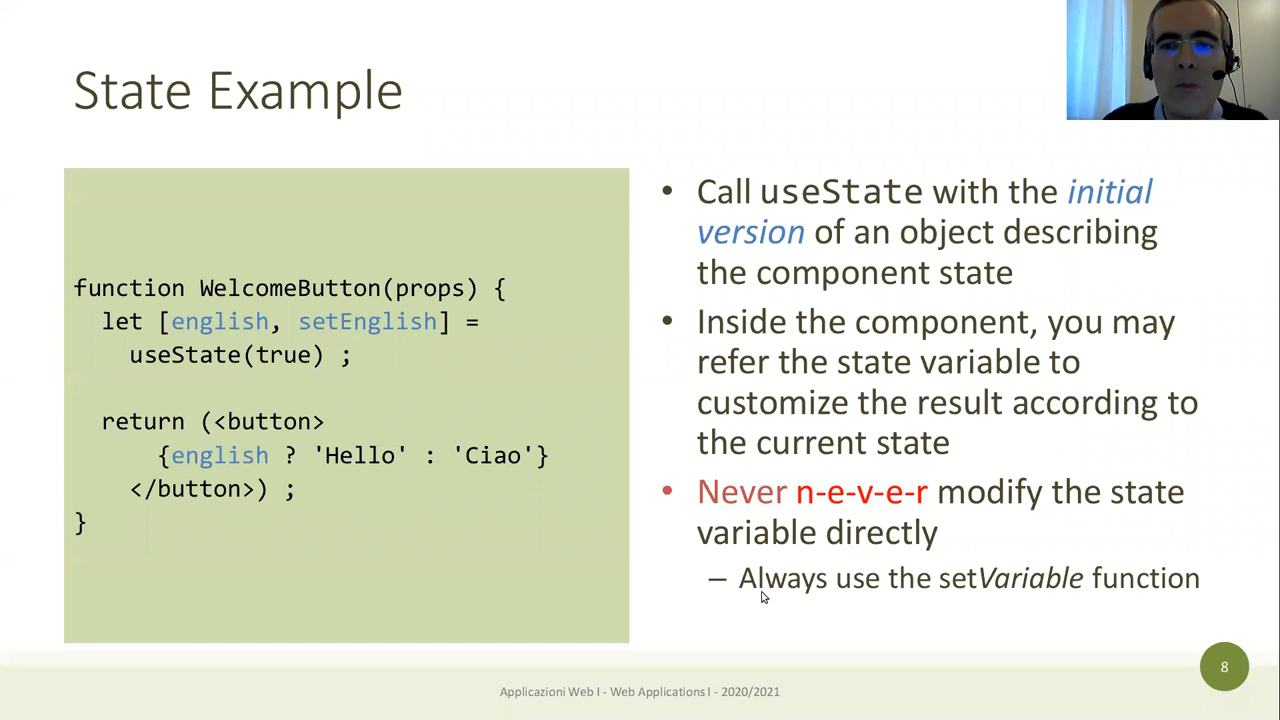 State Example
function WelcomeButton(props) {
let [english, setEnglish] =
useState(true) ;
return (<button>
{english ? 'Hello' : 'Ciao'}
</button>) ;
}
• Call useState with the initial
version of an object describing
the component state
• Inside the component, you may
refer the state variable to
customize the result according to
the current state
• Never n-e-v-e-r modify the state
variable directly
– Always use the setVariable function
8
Applicazioni Web I - Web Applications I - 2020/2021